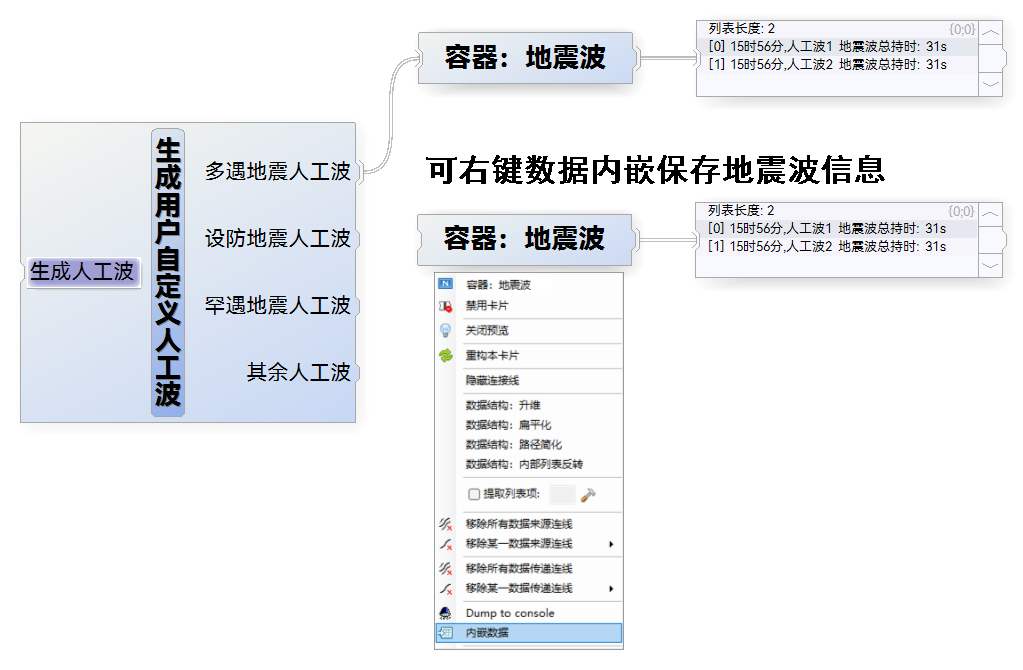 容器：地震波
列表长度: 2
{0;0}
[0] 15时56分,人工波1 地震波总持时: 31s
[1] 15时56分,人工波2 地震波总持时: 31s
生成人工波
生成用户自定义人工波
多遇地震人工波
设防地震人工波
罕遇地震人工波
其余人工波
可右键数据内嵌保存地震波信息
容器：地震波
列表长度: 2
{0;0}
[0] 15时56分,人工波1 地震波总持时: 31s
[1] 15时56分,人工波2 地震波总持时: 31s
容器：地震波
禁用卡片
关闭预览
重构本卡片
隐藏连接线
数据结构：升维
数据结构：扁平化
数据结构：路径简化
数据结构：内部列表反转
提取列表项:
移除所有数据来源连线
移除某一数据来源连线
移除所有数据传递连线
移除某一数据传递连线
Dump to console
内嵌数据